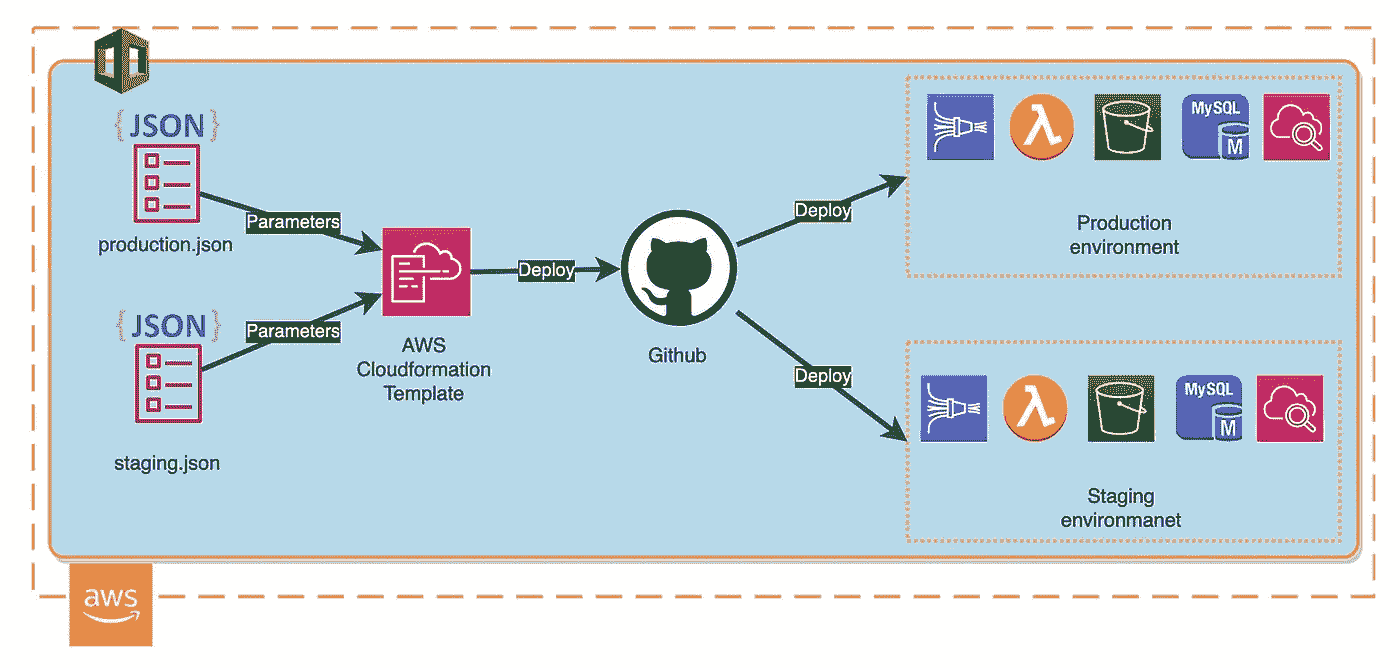 {JSON}
production.json
Parameters
{JSON}
Parameters
staging.json
AWS
Cloudformation
Template
Deploy
Github
Deploy
Deploy
MySQL
M
Production
environment
MySQL
M
Staging
environmanet
aws